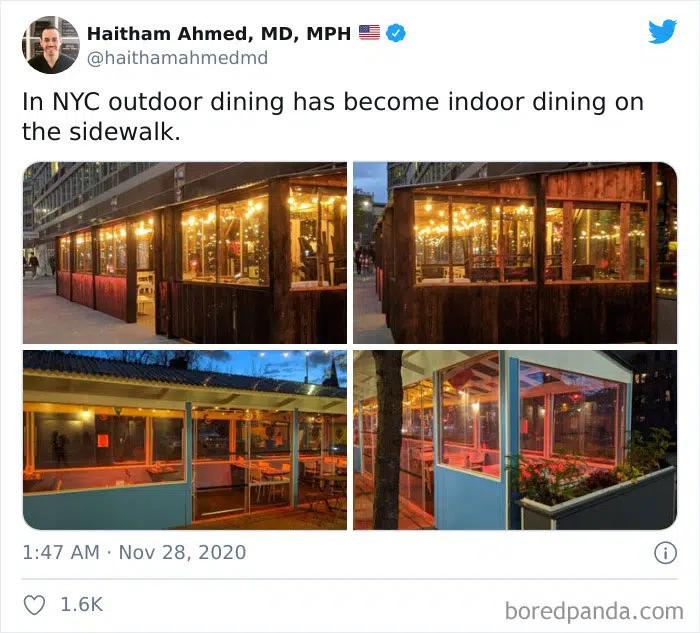 Haitham Ahmed, MD, MPH
@haithamahmedmd
In NYC outdoor dining has become indoor dining on
the sidewalk.
1:47 AM · Nov 28, 2020
1.6K
boredpanda.com